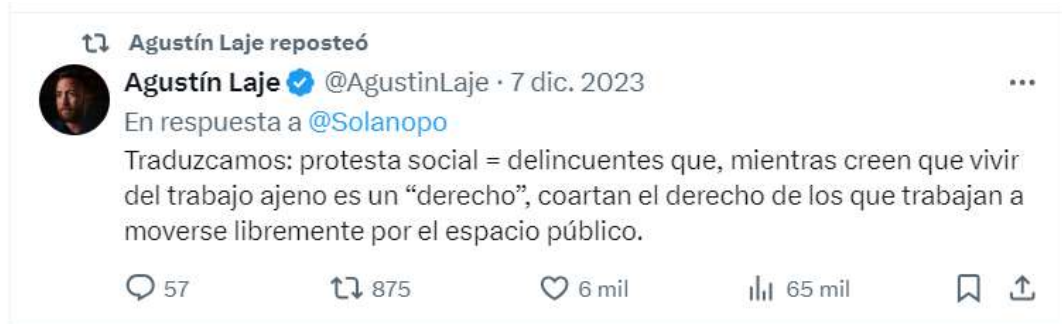 Agustín Laje reposteó
Agustín Laje @AgustinLaje · 7 dic. 2023
En respuesta a @Solanopo
Traduzcamos: protesta social = delincuentes que, mientras creen que vivir
del trabajo ajeno es un “derecho”, coartan el derecho de los que trabajan a
moverse libremente por el espacio público.
57 875 6 mil 65 mil